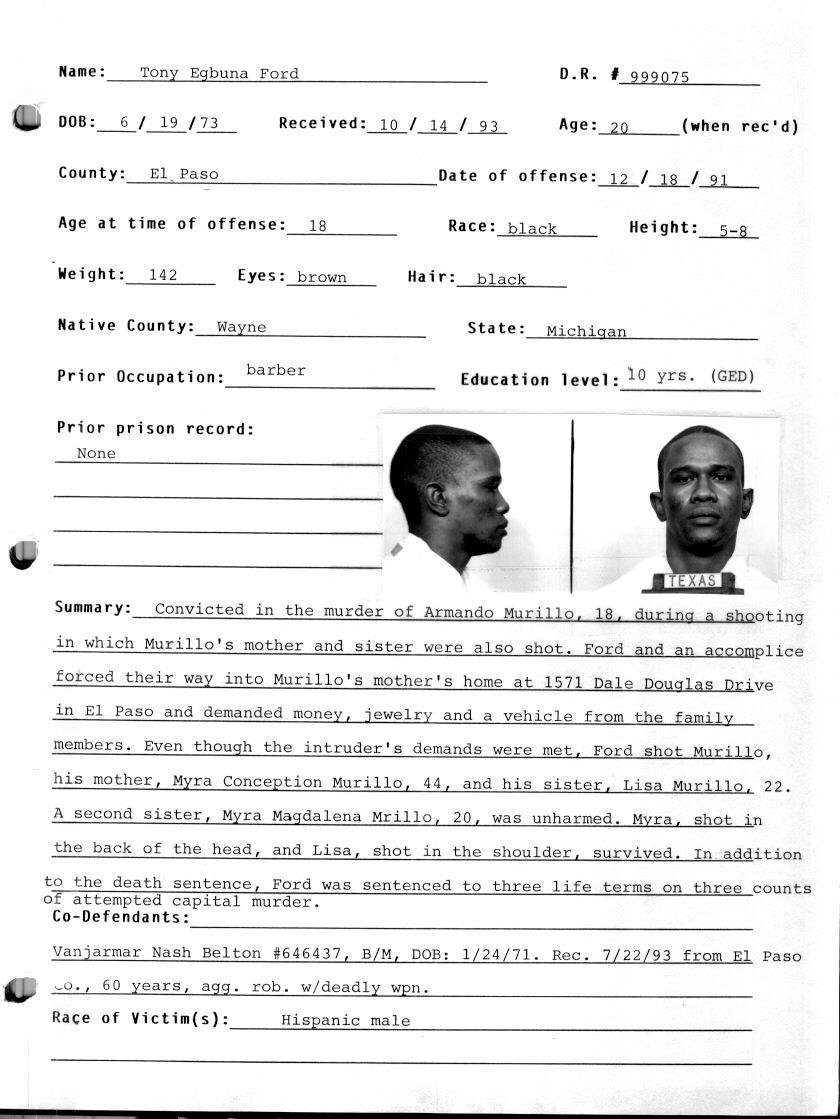 Name: Tony Egbuna Ford D.R. # 999075
DOB: 6 / 19 / 73 Received: 10 / 14 / 93 Age: 20 (when rec'd)
County: El Paso Date of offense: 12 / 18 / 91
Age at time of offense: 18 Race: black Height: 5-8
Weight: 142 Eyes: brown Hair: black
Native County: Wayne State: Michigan
Prior Occupation: barber Education level: 10 yrs. (GED)
Prior prison record:
None
TEXAS
Summary: Convicted in the murder of Armando Murillo, 18, during a shooting
in which Murillo's mother and sister were also shot. Ford and an accomplice
forced their way into Murillo's mother's home at 1571 Dale Douglas Drive
in El Paso and demanded money, jewelry and a vehicle from the family
members. Even though the intruder's demands were met, Ford shot Murillo,
his mother, Myra Conception Murillo, 44, and his sister, Lisa Murillo, 22.
A second sister, Myra Magdalena Mrillo, 20, was unharmed. Myra, shot in
the back of the head, and Lisa, shot in the shoulder, survived. In addition
to the death sentence, Ford was sentenced to three life terms on three counts
of attempted capital murder.
Co-Defendants:
Vanjarmar Nash Belton #646437, B/M, DOB: 1/24/71. Rec. 7/22/93 from El Paso
Co., 60 years, agg. rob. w/deadly wpn.
Race of Victim(s): Hispanic male